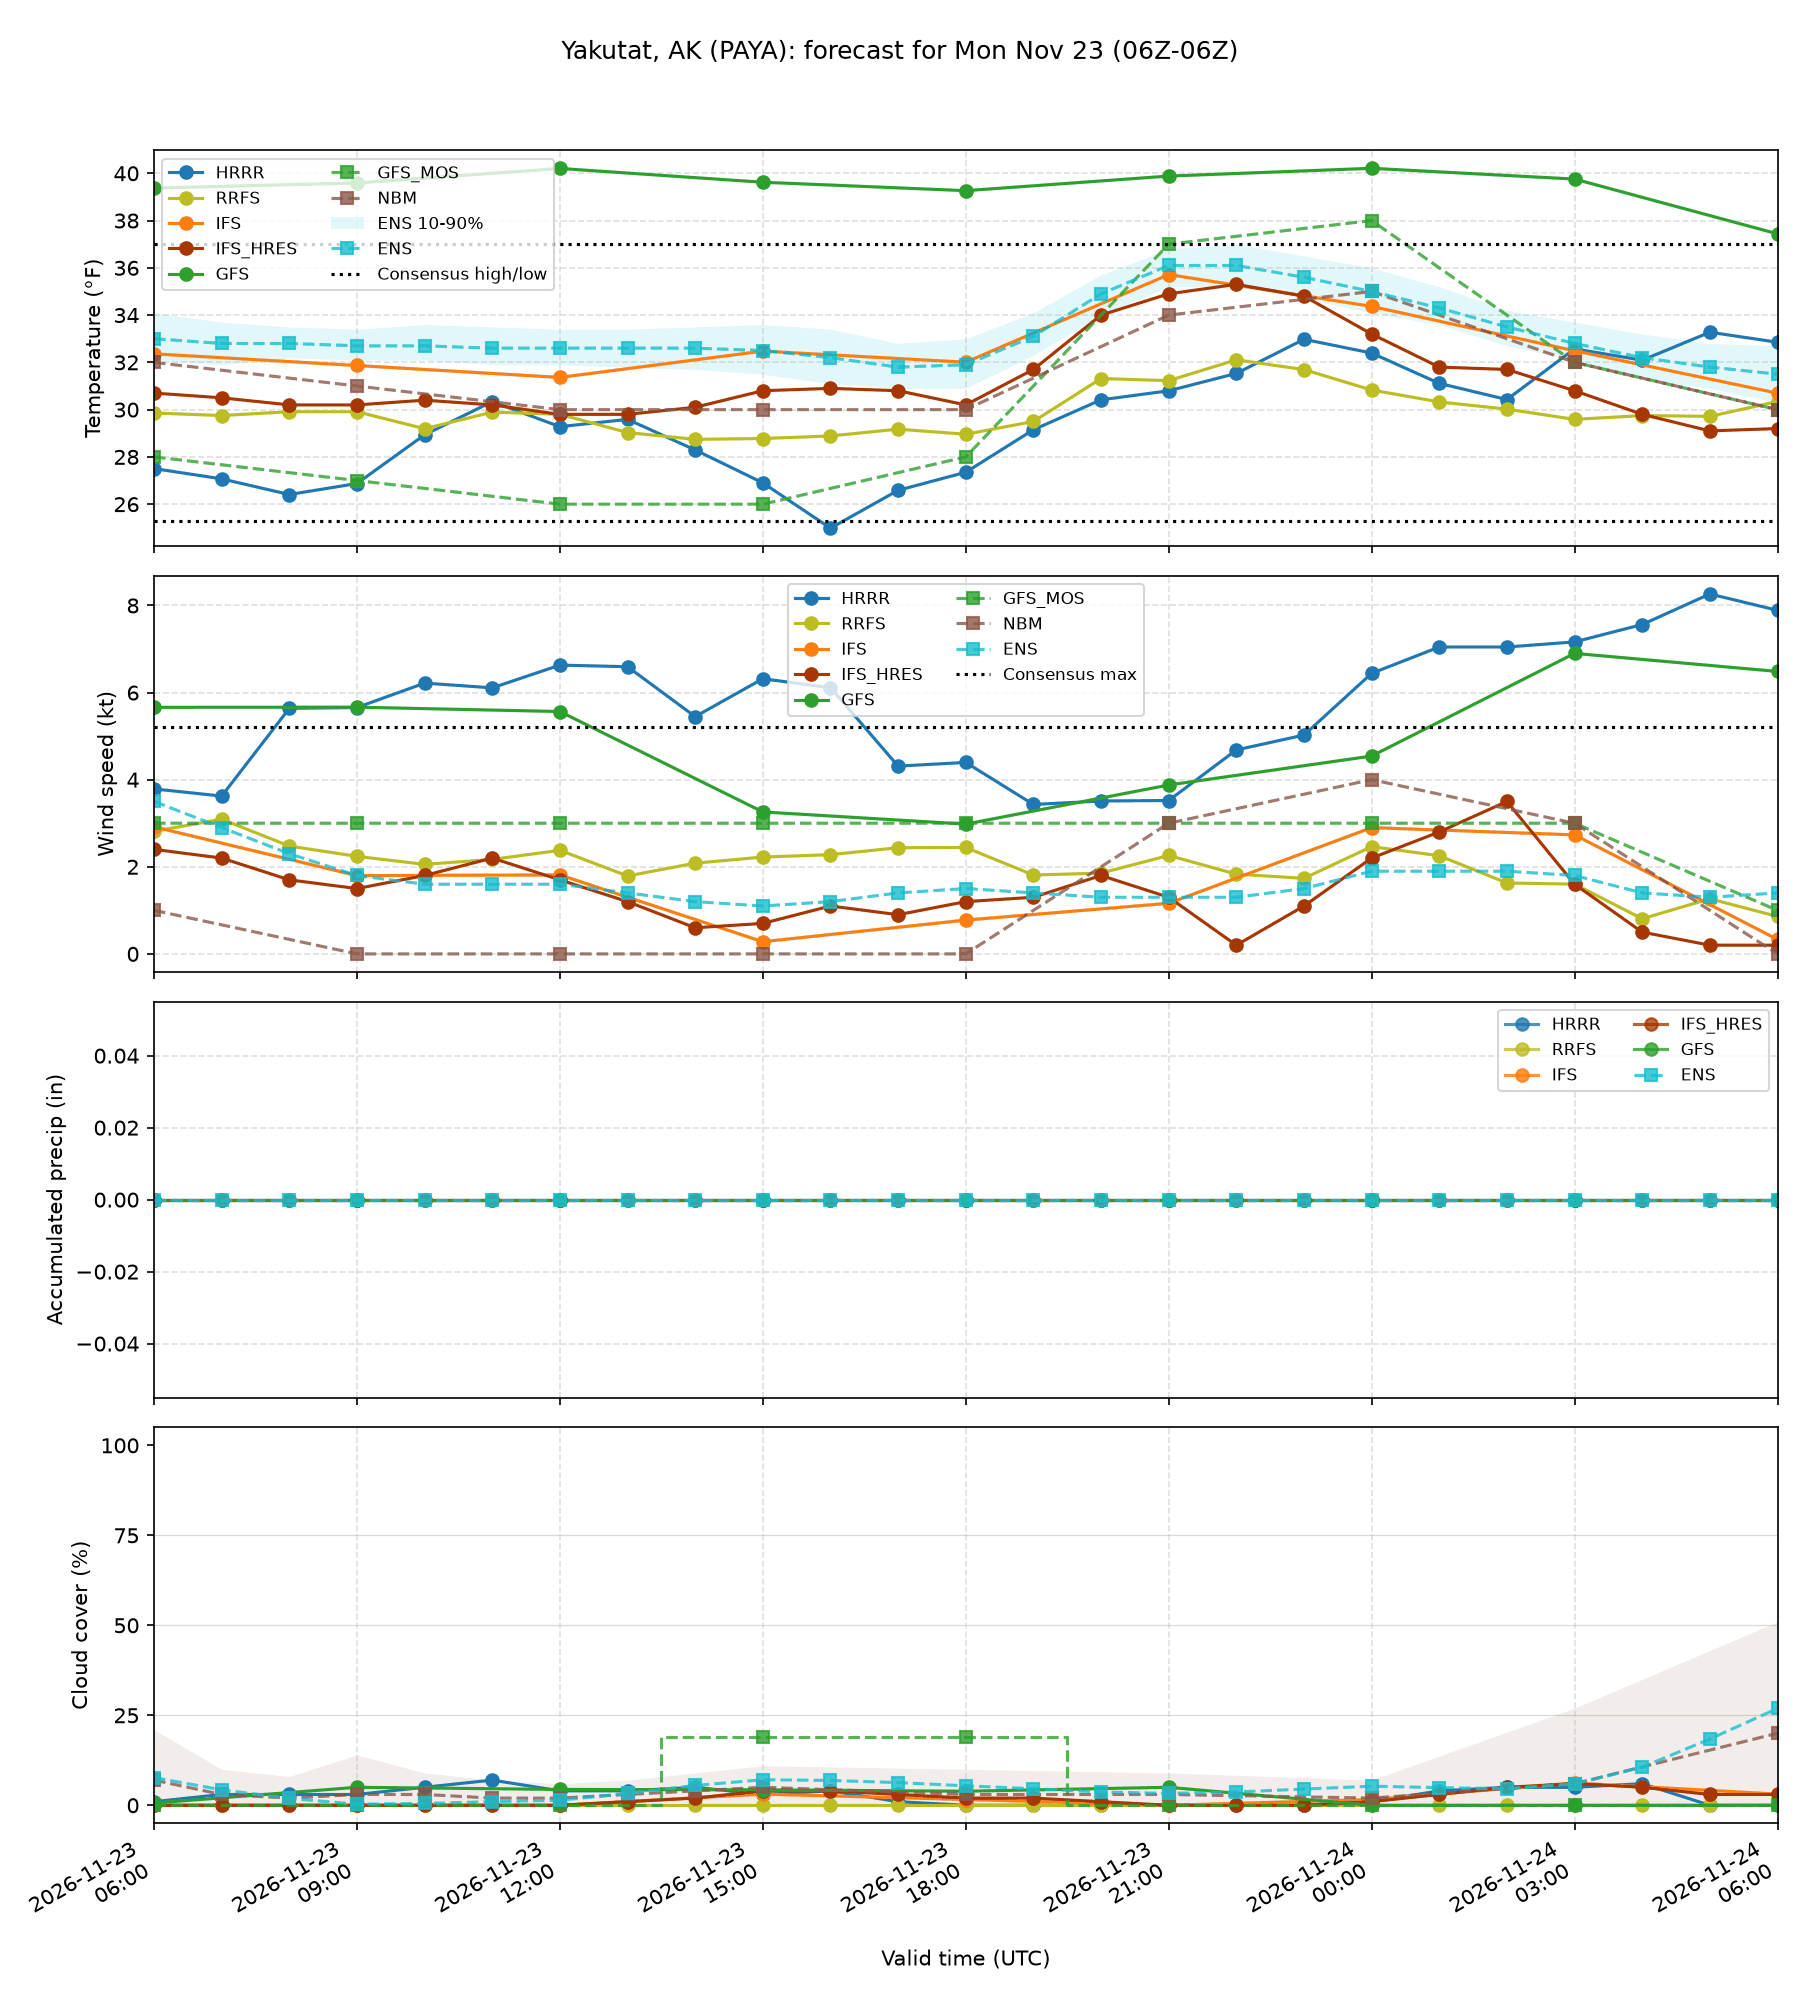 Yakutat, AK (PAYA): forecast for Mon Nov 23 (06Z-06Z)
Temperature (°F)
40
38
36
34
32
30
28
26
HRRR
RRFS
IFS
IFS_HRES
GFS
GFS_MOS
NBM
ENS 10-90%
ENS
Consensus high/low
Wind speed (kt)
8
6
4
2
0
HRRR
RRFS
IFS
IFS_HRES
GFS
GFS_MOS
NBM
ENS
Consensus max
Accumulated precip (in)
0.04
0.02
0.00
−0.02
−0.04
HRRR
RRFS
IFS
IFS_HRES
GFS
ENS
Cloud cover (%)
100
75
50
25
0
2026-11-23
06:00
2026-11-23
09:00
2026-11-23
12:00
2026-11-23
15:00
2026-11-23
18:00
2026-11-23
21:00
2026-11-24
00:00
2026-11-24
03:00
2026-11-24
06:00
Valid time (UTC)